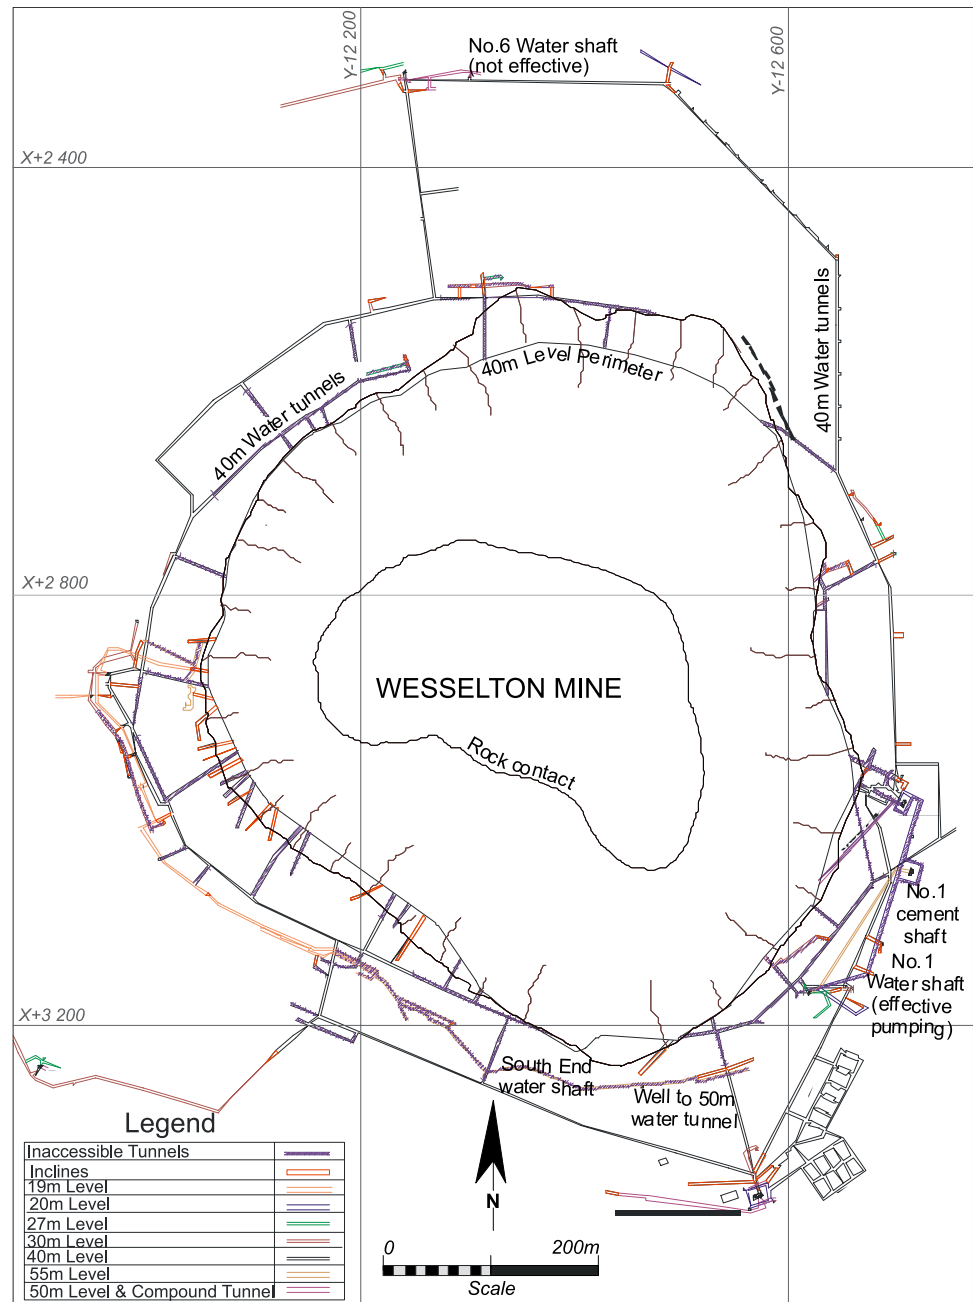 Y-12 200
No.6 Water shaft
(not effective)
Y-12 600
X+2 400
40m Water tunnels
40m Level Perimeter
40m Water tunnels
X+2 800
WESSELTON MINE
Rock contact
No.1
cement
shaft
No.1
Water shaft
(effective
pumping)
X+3 200
South End
water shaft
Well to 50m
water tunnel
Legend
Inaccessible Tunnels
Inclines
19m Level
20m Level
27m Level
30m Level
40m Level
55m Level
50m Level & Compound Tunnel
N
0 200m
Scale